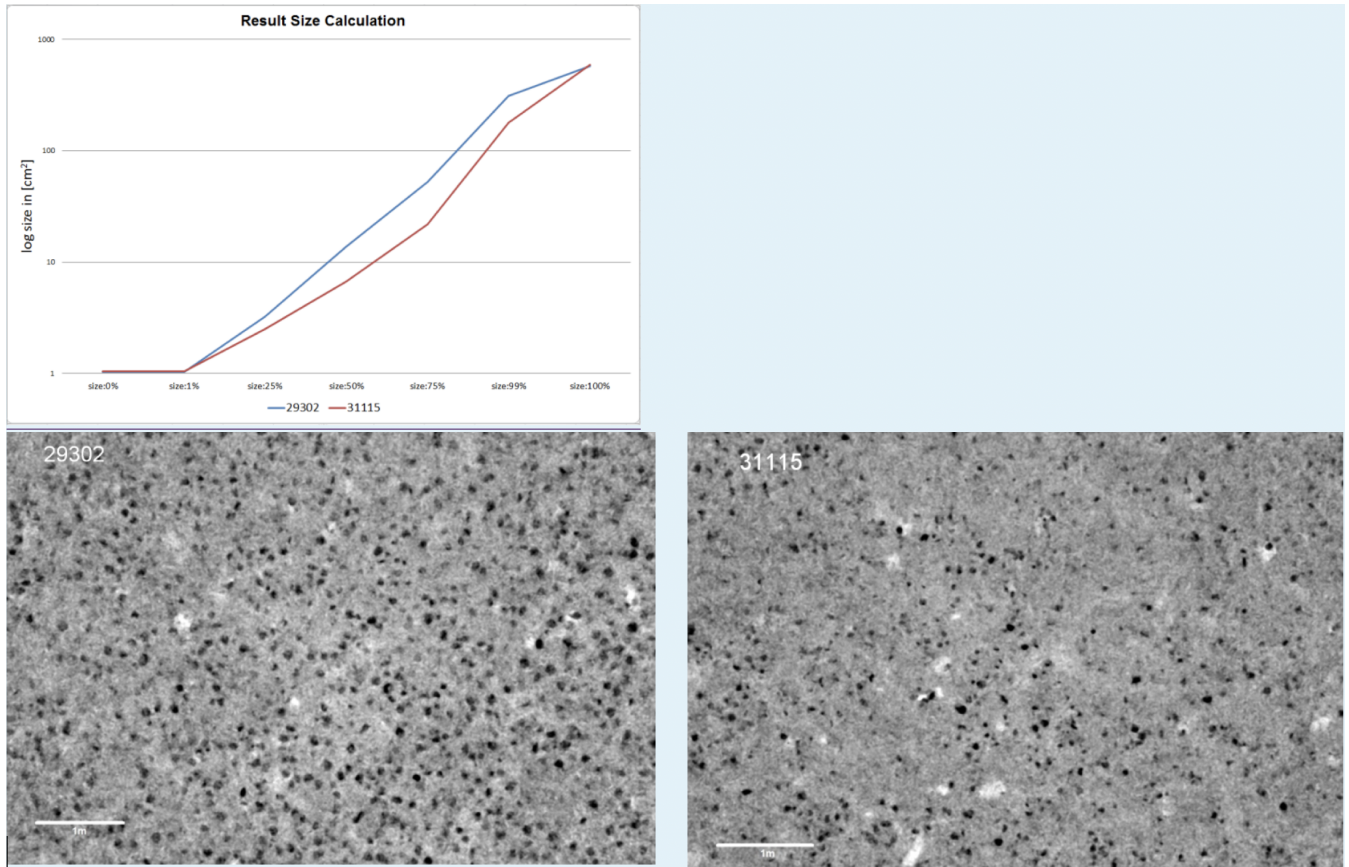 Result Size Calculation
1000
100
10
1
log size in [cm²]
size:0% size:1% size:25% size:50% size:75% size:99% size:100%
29302 31115
29302
1m
31115
1m